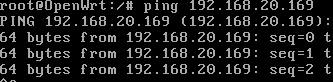 root@OpenWrt:/# ping 192.168.20.169
PING 192.168.20.169 (192.168.20.169):
64 bytes from 192.168.20.169: seq=0 t
64 bytes from 192.168.20.169: seq=1 t
64 bytes from 192.168.20.169: seq=2 t